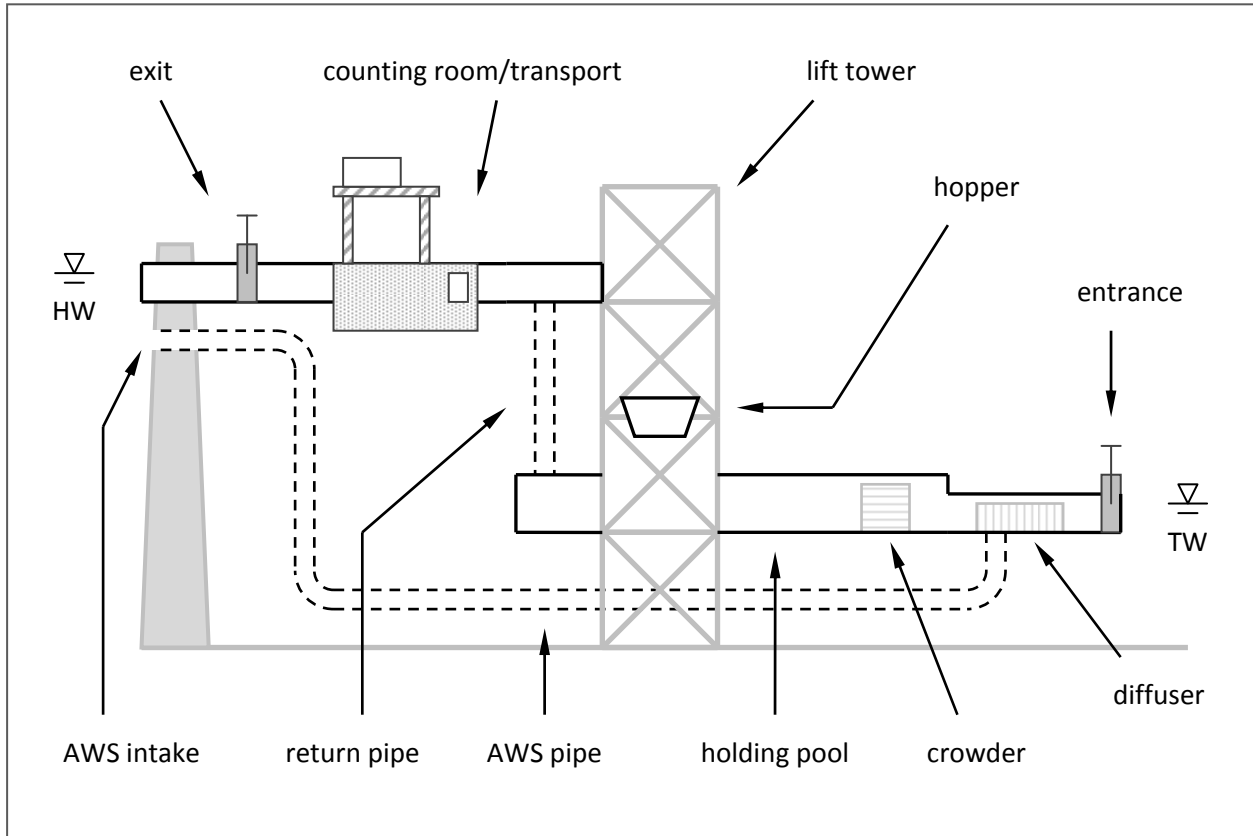 exit
counting room/transport
lift tower
hopper
HW
entrance
TW
diffuser
AWS intake
return pipe
AWS pipe
holding pool
crowder